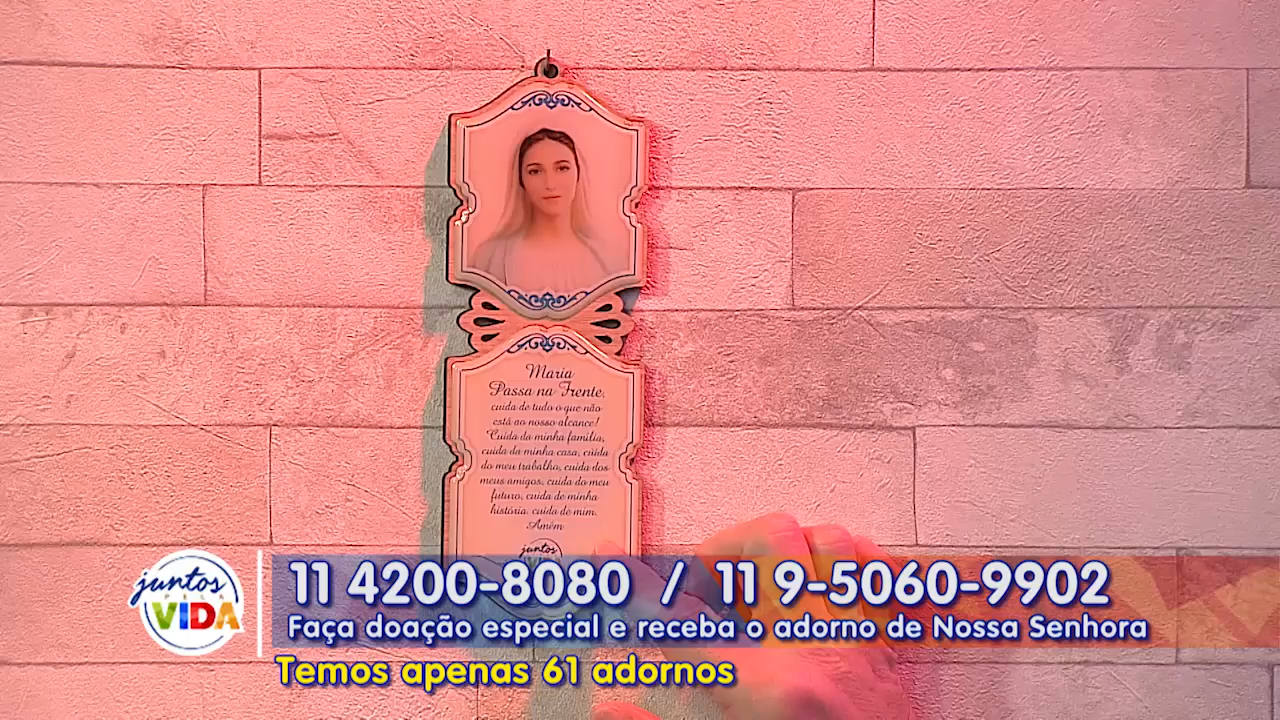 Maria
Passa na Frente,
cuida de tudo o que não
está ao nosso alcance!
Cuida da minha família,
cuida da minha casa, cuida
do meu trabalho, cuida dos
meus amigos, cuida do meu
futuro, cuida de minha
história, cuida de mim.
Amém
juntos
juntos
PELA
VIDA
11 4200-8080 / 11 9-5060-9902
Faça doação especial e receba o adorno de Nossa Senhora
Temos apenas 61 adornos